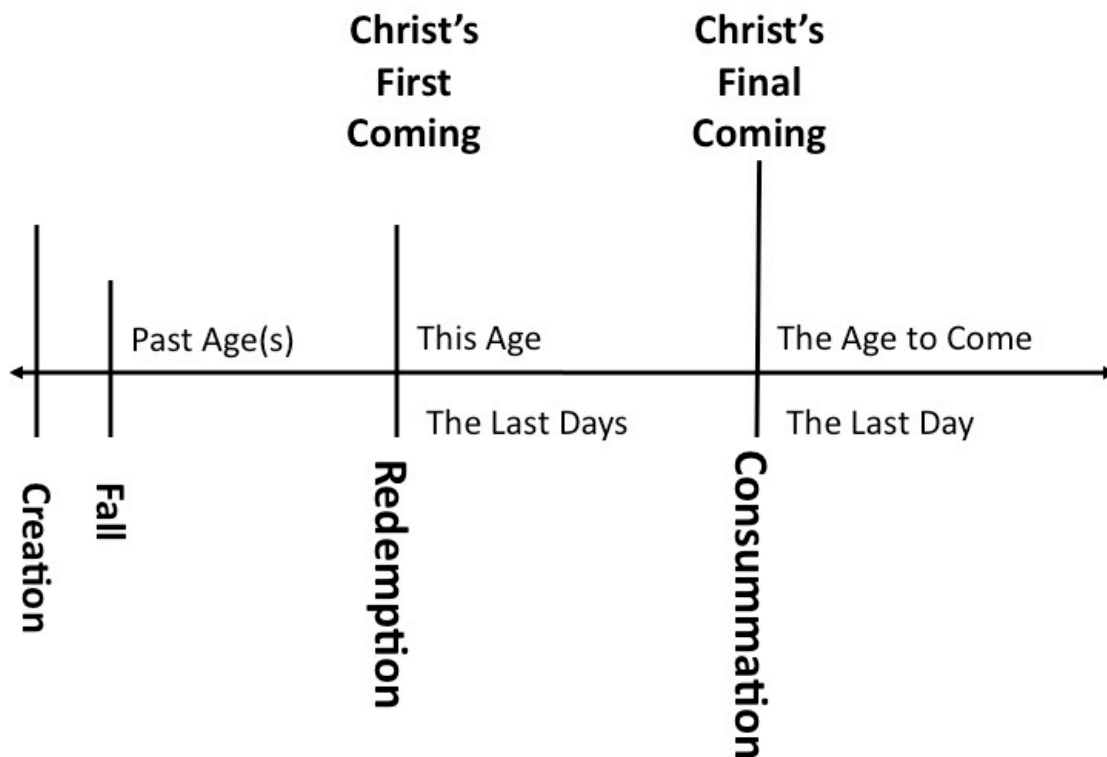 Christ’s
First
Coming
Christ’s
Final
Coming
Past Age(s)
This Age
The Age to Come
The Last Days
The Last Day
Creation
Fall
Redemption
Consummation